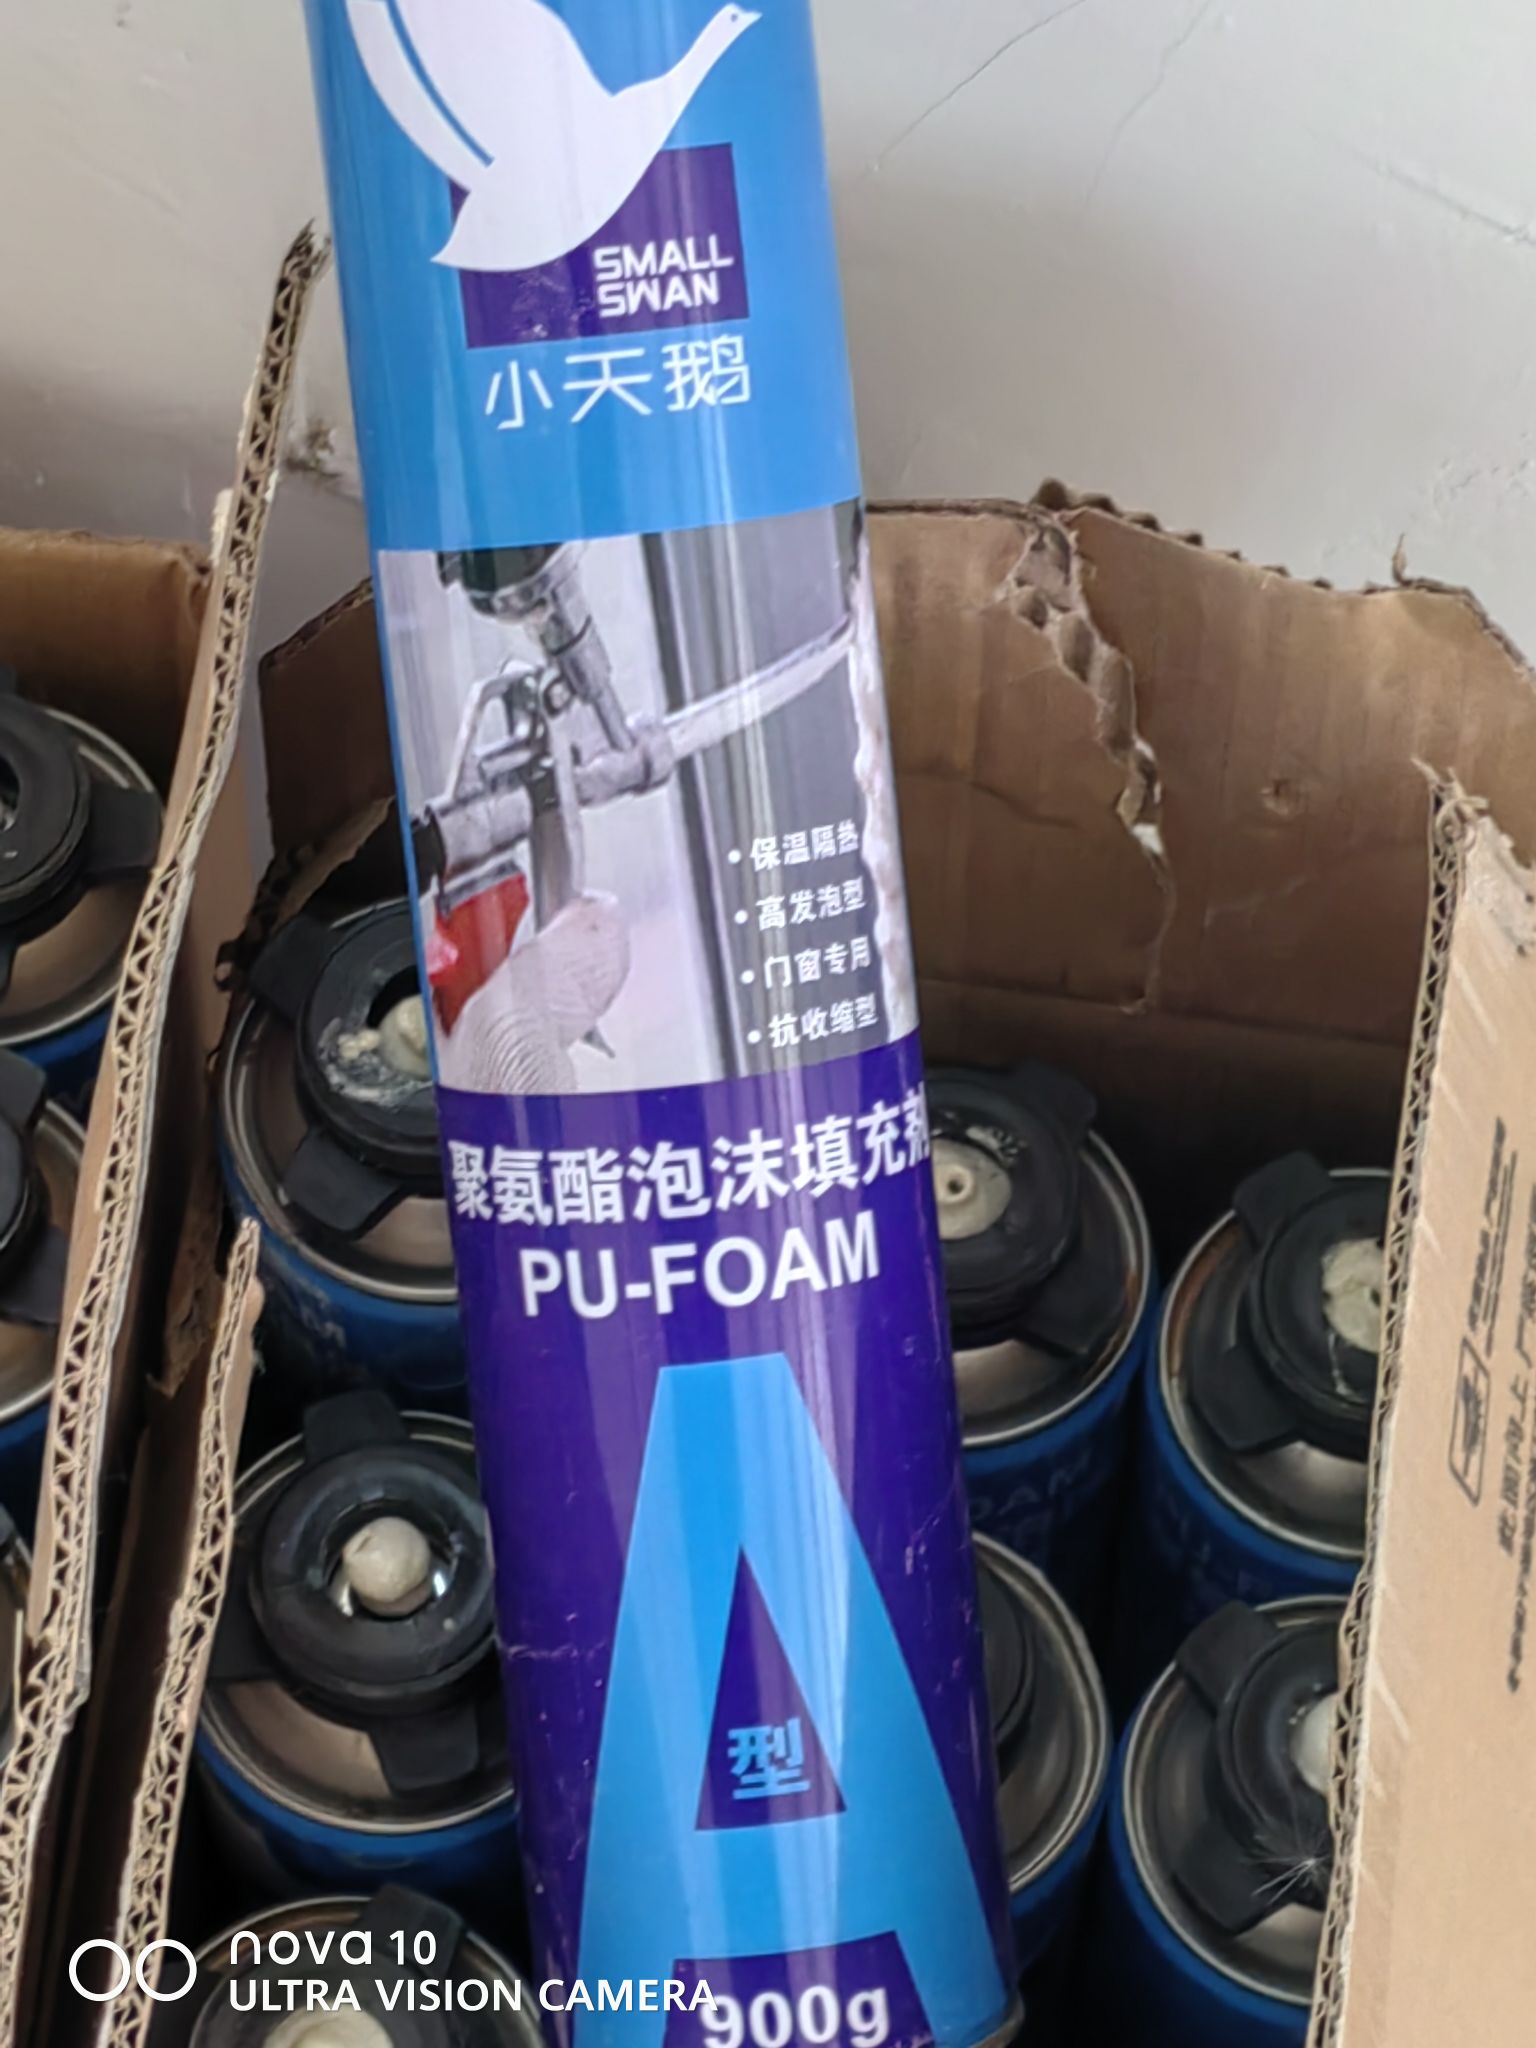 SMALL
SWAN
小天鹅
• 保温隔热
• 高发泡型
• 门窗专用
• 抗收缩型
聚氨酯泡沫填充剂
PU-FOAM
A
型
900g
nova 10
ULTRA VISION CAMERA